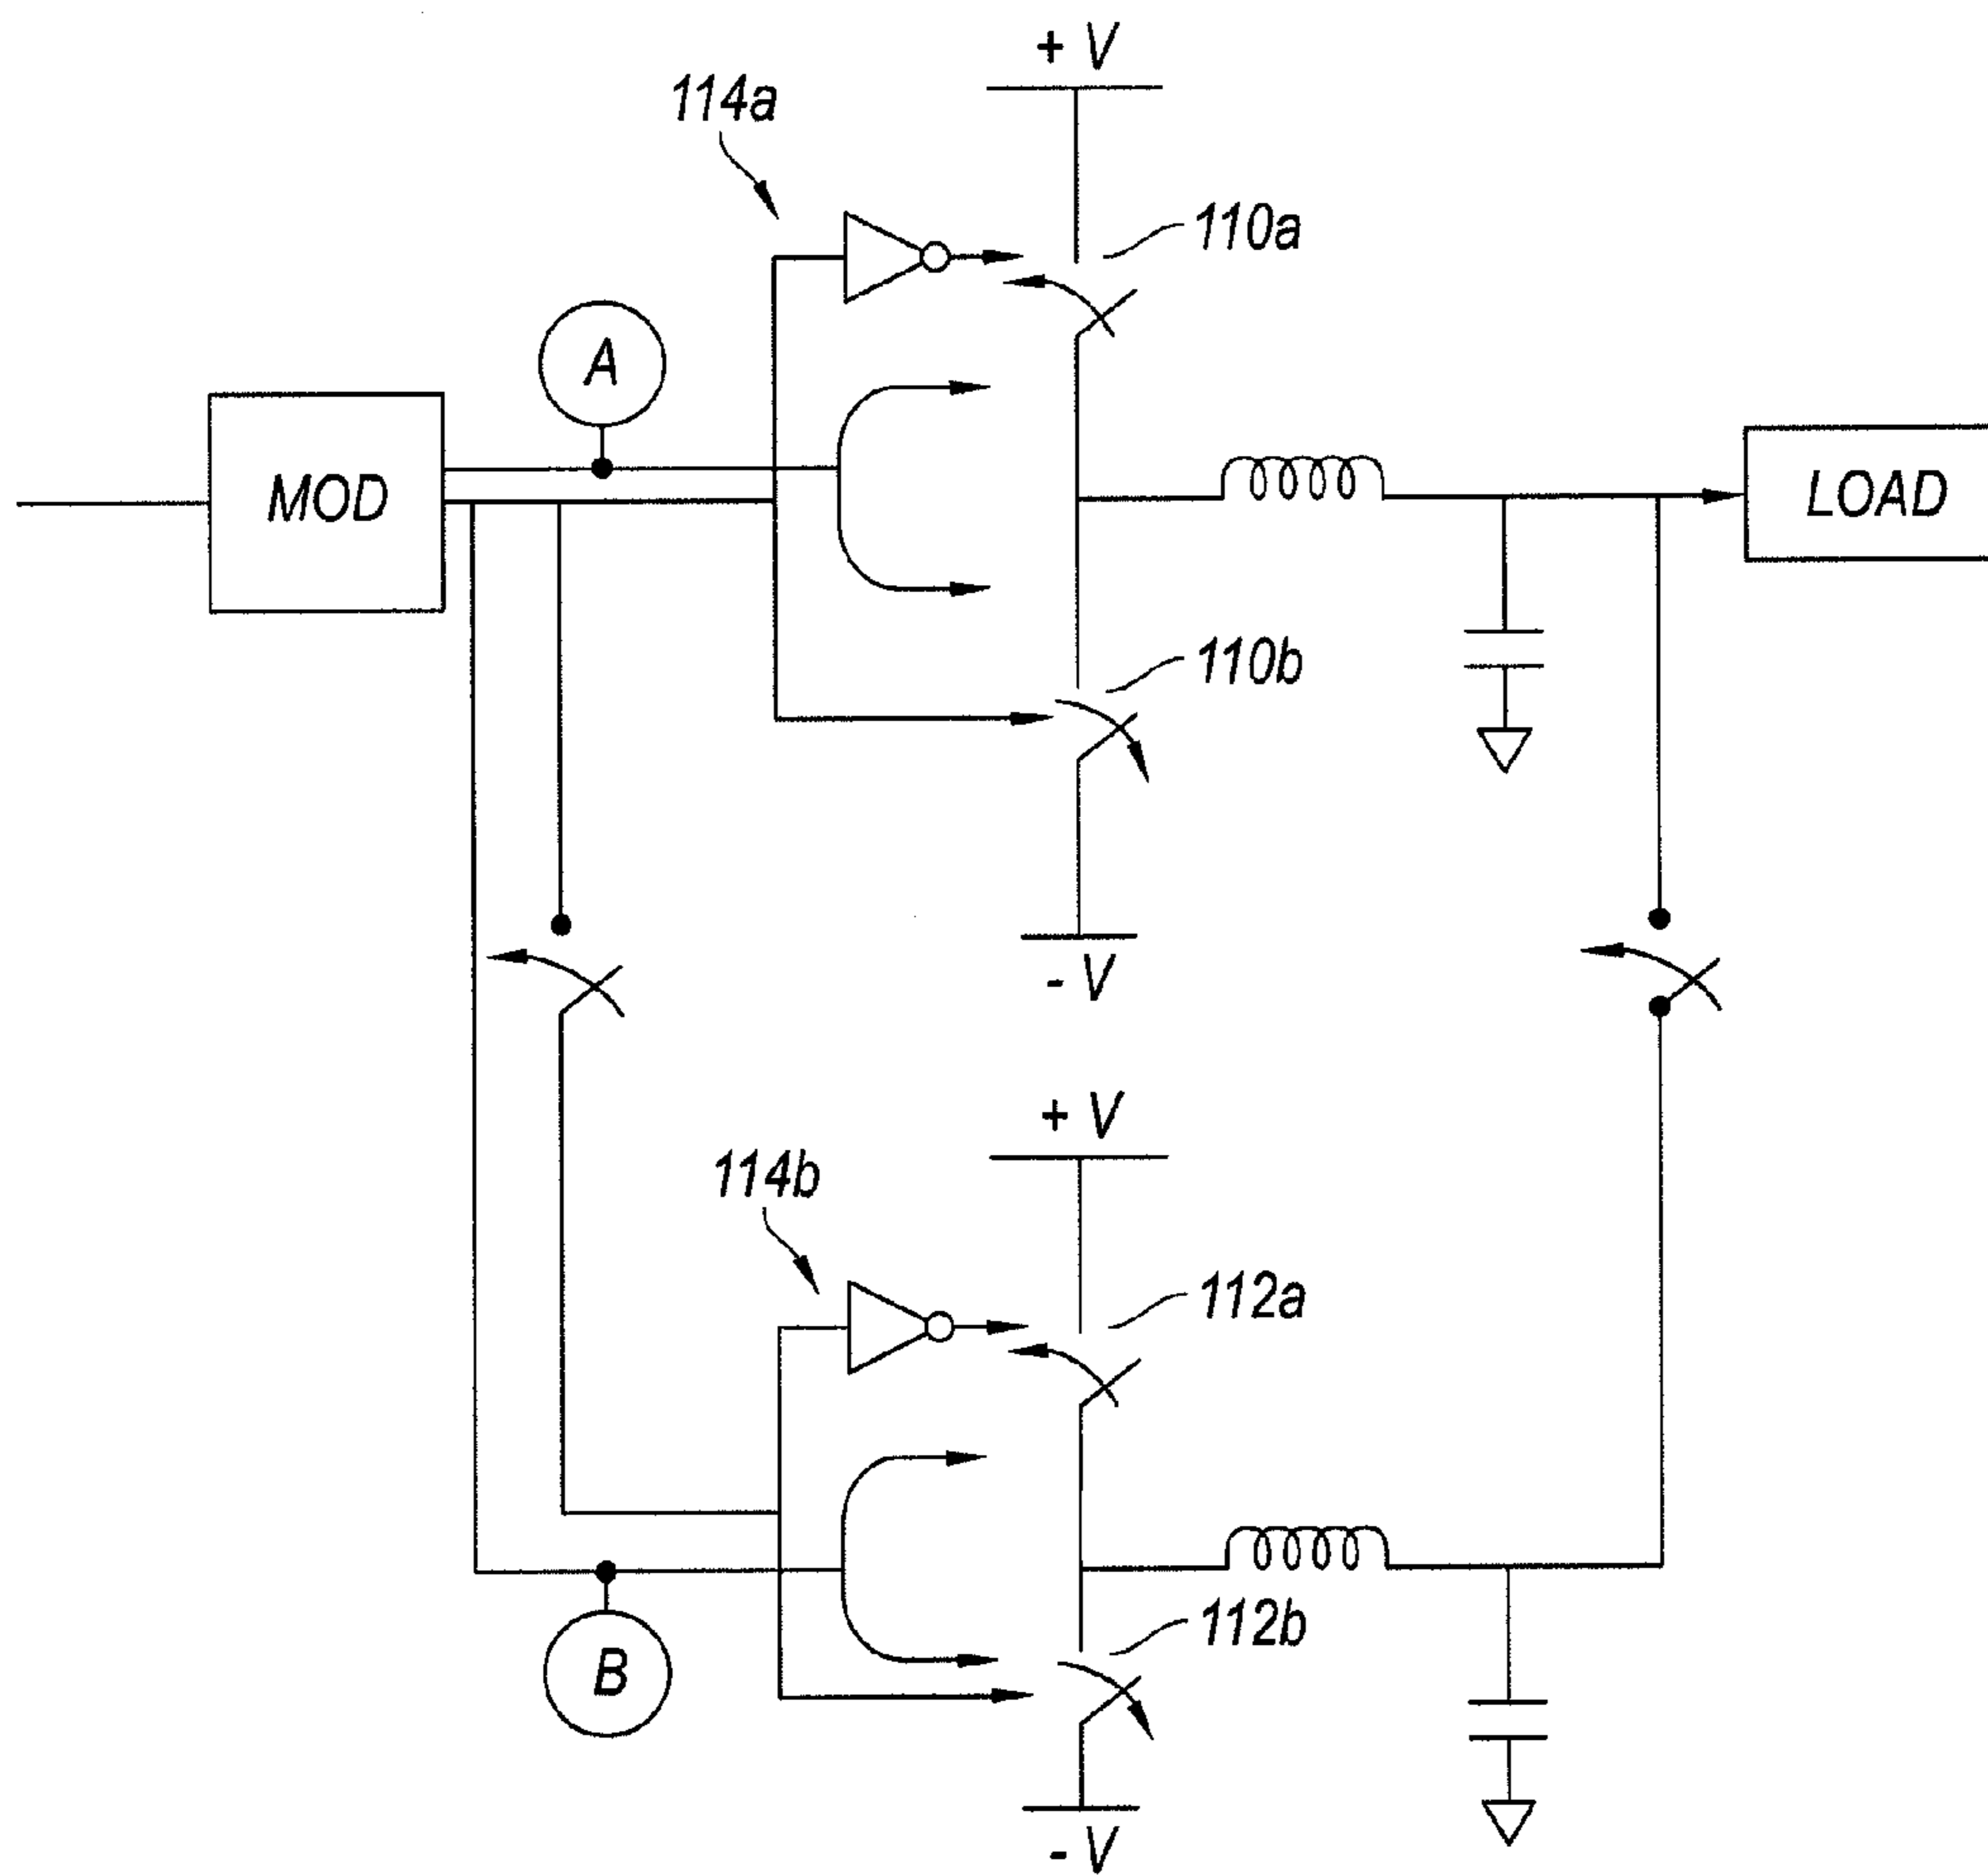 + V
114a
110a
A
MOD
LOAD
110b
- V
+ V
114b
112a
112b
B
- V